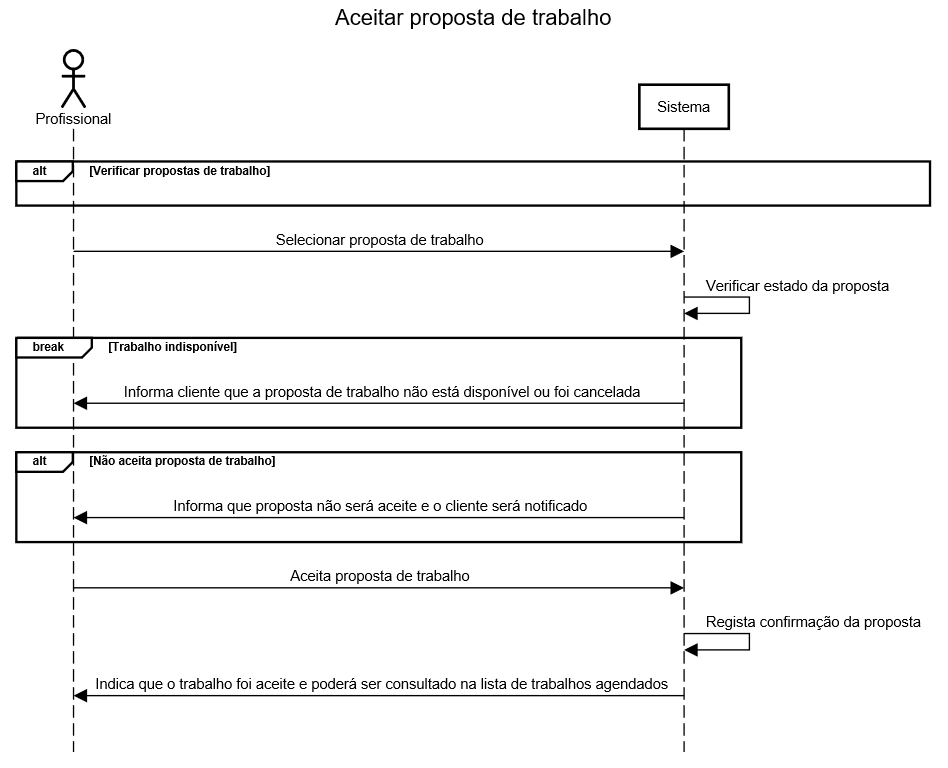 Aceitar proposta de trabalho
Profissional
Sistema
alt
[Verificar propostas de trabalho]
Selecionar proposta de trabalho
Verificar estado da proposta
break
[Trabalho indisponível]
Informa cliente que a proposta de trabalho não está disponível ou foi cancelada
alt
[Não aceita proposta de trabalho]
Informa que proposta não será aceite e o cliente será notificado
Aceita proposta de trabalho
Regista confirmação da proposta
Indica que o trabalho foi aceite e poderá ser consultado na lista de trabalhos agendados